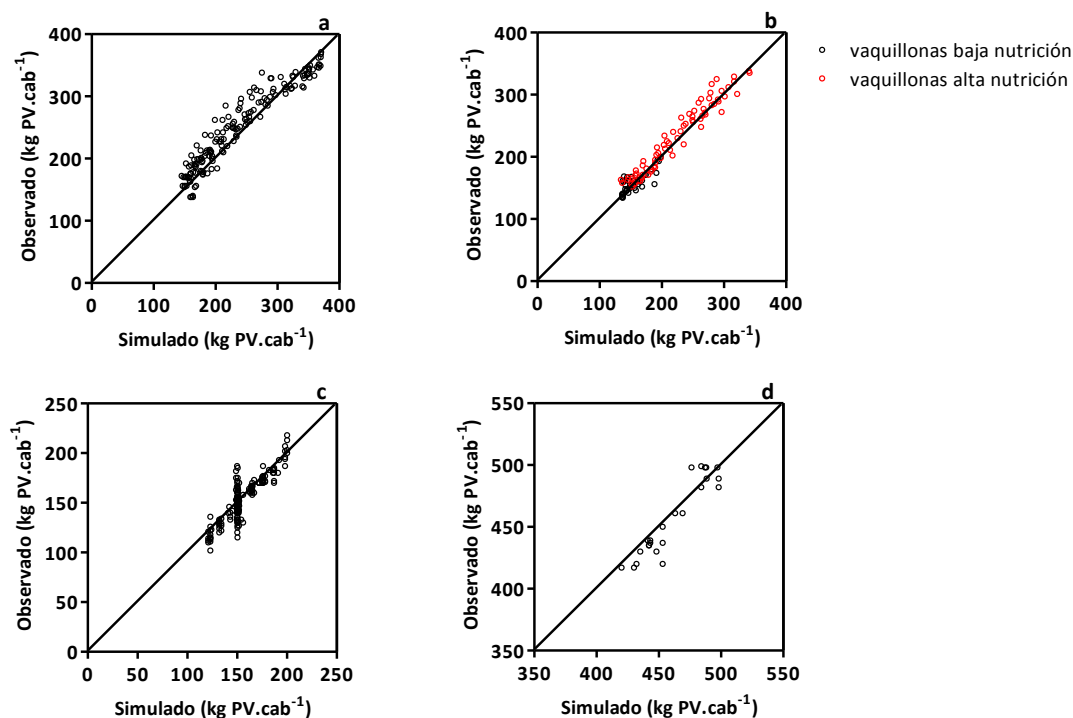 a
400
300
200
100
0
0 100 200 300 400
Observado (kg PV.cab⁻¹)
Simulado (kg PV.cab⁻¹)
b
400
300
200
100
0
0 100 200 300 400
Observado (kg PV.cab⁻¹)
Simulado (kg PV.cab⁻¹)
vaquillonas baja nutrición
vaquillonas alta nutrición
c
250
200
150
100
50
0
0 50 100 150 200 250
Observado (kg PV.cab⁻¹)
Simulado (kg PV.cab⁻¹)
d
550
500
450
400
350
350 400 450 500 550
Observado (kg PV.cab⁻¹)
Simulado (kg PV.cab⁻¹)